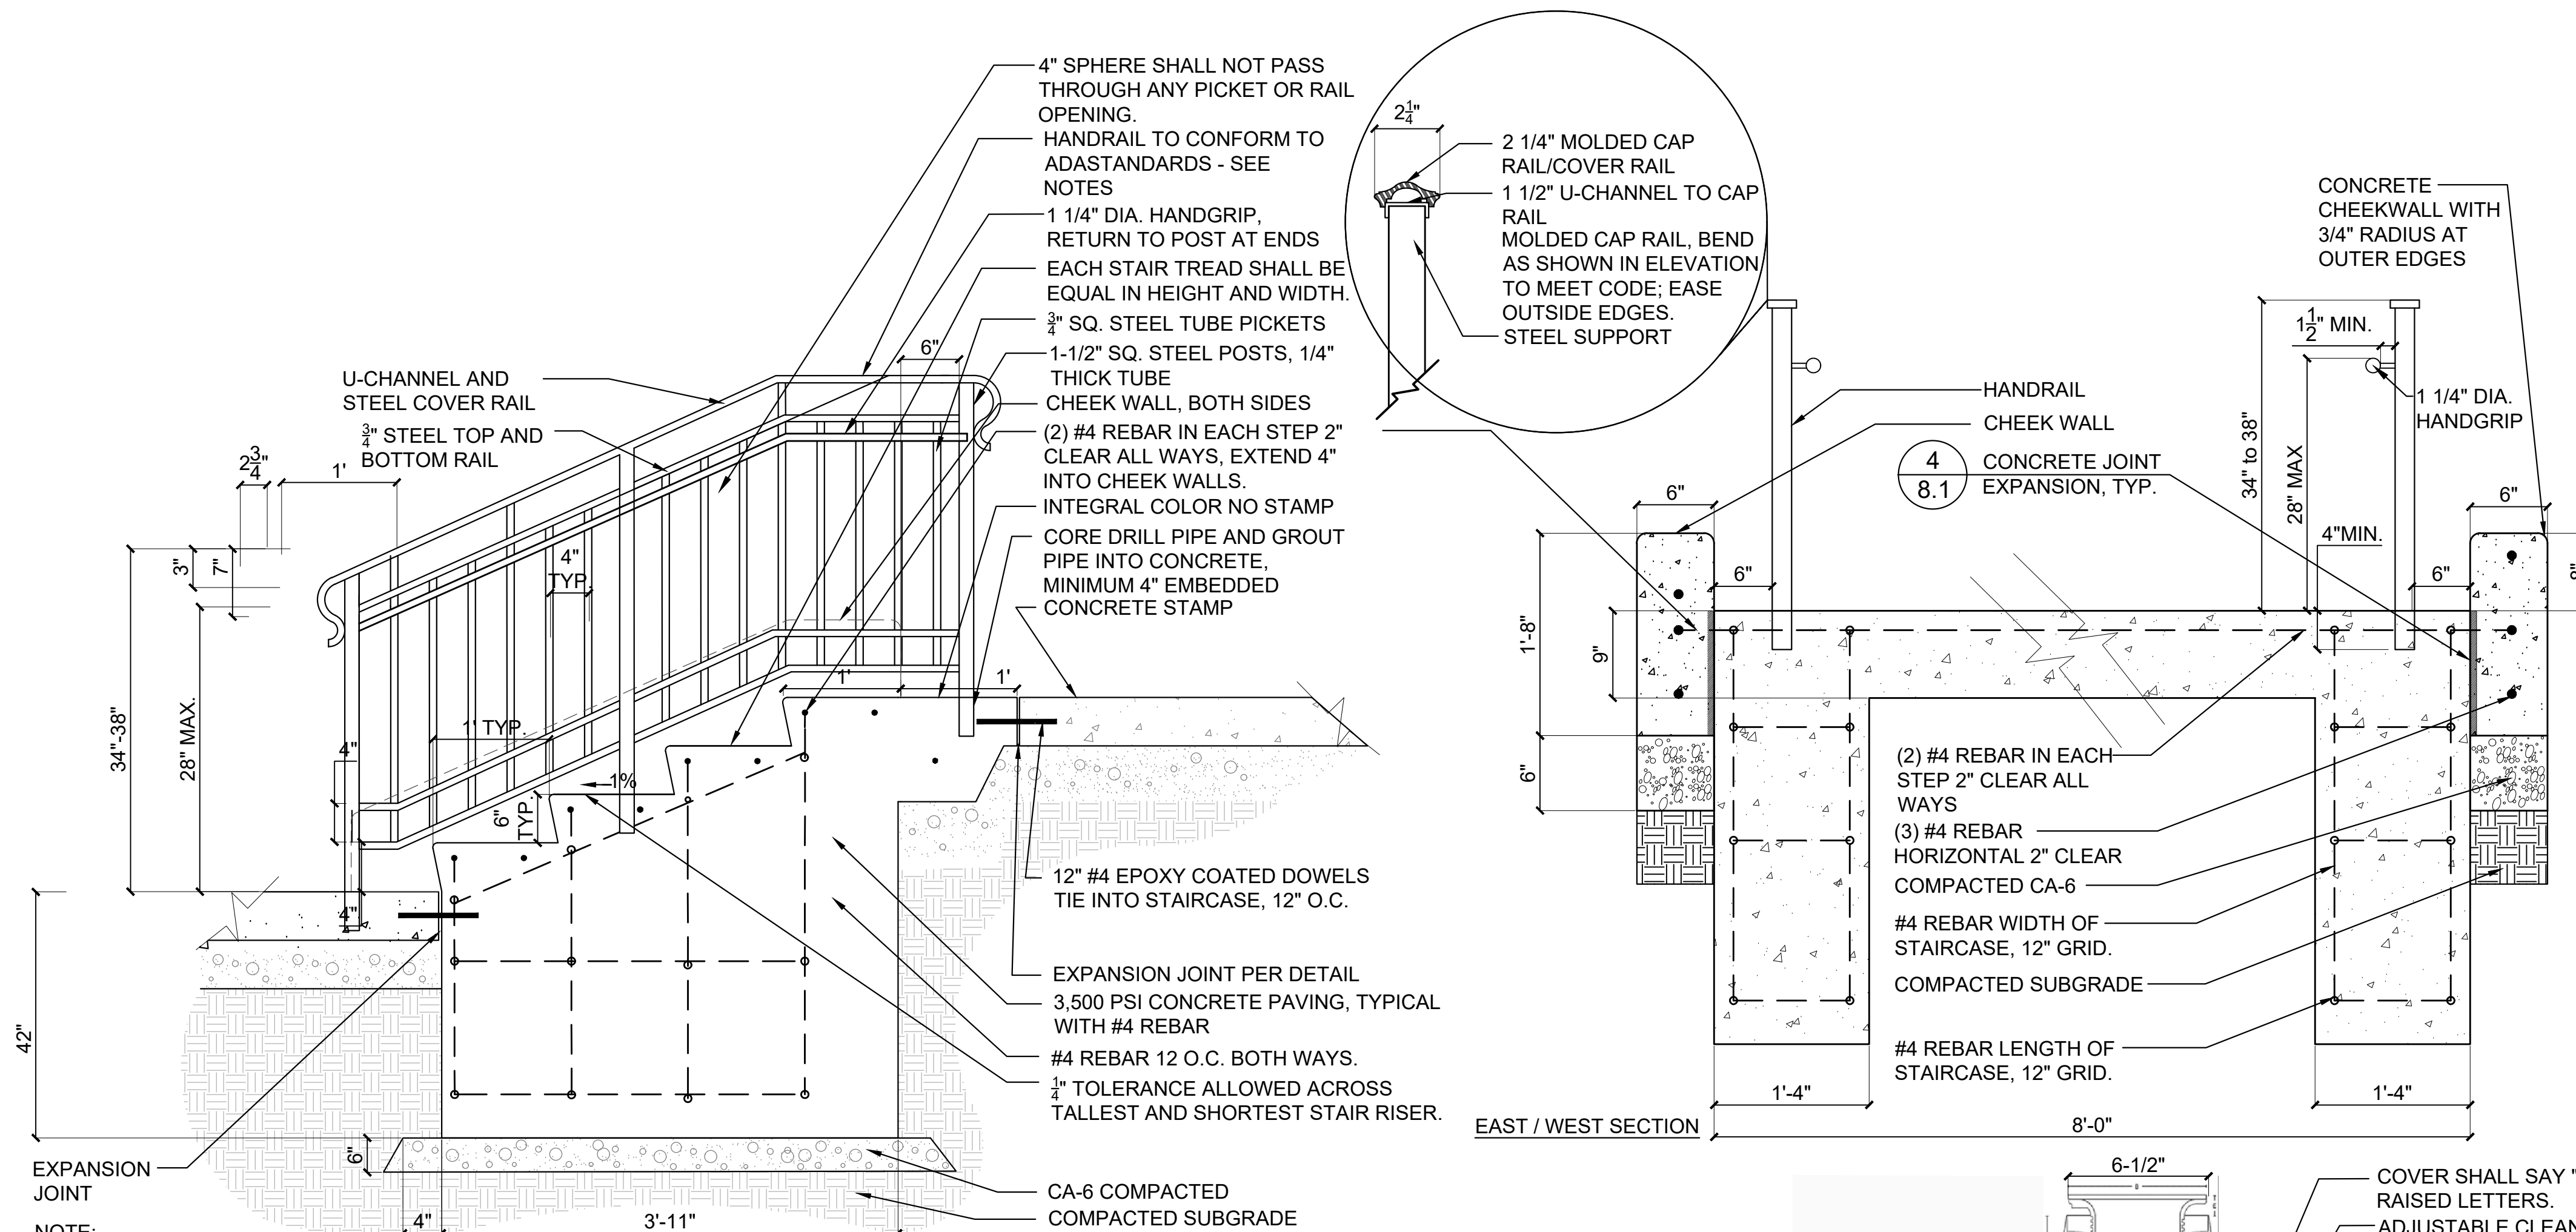 4" SPHERE SHALL NOT PASS
THROUGH ANY PICKET OR RAIL
OPENING.
HANDRAIL TO CONFORM TO
ADASTANDARDS - SEE
NOTES
1 1/4" DIA. HANDGRIP,
RETURN TO POST AT ENDS
EACH STAIR TREAD SHALL BE
EQUAL IN HEIGHT AND WIDTH.
3/4" SQ. STEEL TUBE PICKETS
1-1/2" SQ. STEEL POSTS, 1/4"
THICK TUBE
CHEEK WALL, BOTH SIDES
(2) #4 REBAR IN EACH STEP 2"
CLEAR ALL WAYS, EXTEND 4"
INTO CHEEK WALLS.
INTEGRAL COLOR NO STAMP
CORE DRILL PIPE AND GROUT
PIPE INTO CONCRETE,
MINIMUM 4" EMBEDDED
CONCRETE STAMP
U-CHANNEL AND
STEEL COVER RAIL
3/4" STEEL TOP AND
BOTTOM RAIL
2 3/4"
1'
6"
3"
7"
4"
TYP.
34"-38"
28" MAX.
4"
1' TYP.
1%
6"
TYP.
1'
1'
4"
42"
6"
4"
3'-11"
12" #4 EPOXY COATED DOWELS
TIE INTO STAIRCASE, 12" O.C.
EXPANSION JOINT PER DETAIL
3,500 PSI CONCRETE PAVING, TYPICAL
WITH #4 REBAR
#4 REBAR 12 O.C. BOTH WAYS.
1/4" TOLERANCE ALLOWED ACROSS
TALLEST AND SHORTEST STAIR RISER.
CA-6 COMPACTED
COMPACTED SUBGRADE
EXPANSION
JOINT
NOTE:
2 1/4"
2 1/4" MOLDED CAP
RAIL/COVER RAIL
1 1/2" U-CHANNEL TO CAP
RAIL
MOLDED CAP RAIL, BEND
AS SHOWN IN ELEVATION
TO MEET CODE; EASE
OUTSIDE EDGES.
STEEL SUPPORT
CONCRETE
CHEEKWALL WITH
3/4" RADIUS AT
OUTER EDGES
1 1/2" MIN.
1 1/4" DIA.
HANDGRIP
HANDRAIL
CHEEK WALL
4
8.1
CONCRETE JOINT
EXPANSION, TYP.
34" to 38"
28" MAX
4"MIN.
6"
6"
6"
6"
8"
1'-8"
9"
6"
(2) #4 REBAR IN EACH
STEP 2" CLEAR ALL
WAYS
(3) #4 REBAR
HORIZONTAL 2" CLEAR
COMPACTED CA-6
#4 REBAR WIDTH OF
STAIRCASE, 12" GRID.
COMPACTED SUBGRADE
#4 REBAR LENGTH OF
STAIRCASE, 12" GRID.
1'-4"
1'-4"
8'-0"
EAST / WEST SECTION
6-1/2"
COVER SHALL SAY "
RAISED LETTERS.